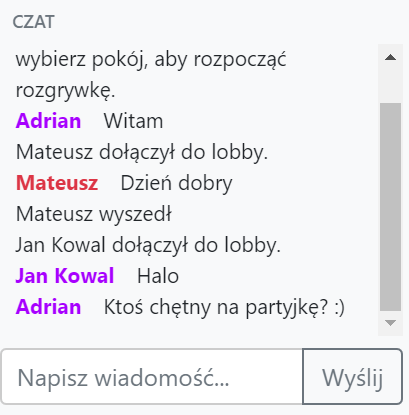 CZAT
wybierz pokój, aby rozpocząć
rozgrywkę.
Adrian Witam
Mateusz dołączył do lobby.
Mateusz Dzień dobry
Mateusz wyszedł
Jan Kowal dołączył do lobby.
Jan Kowal Halo
Adrian Ktoś chętny na partyjkę? :)
Napisz wiadomość... Wyślij